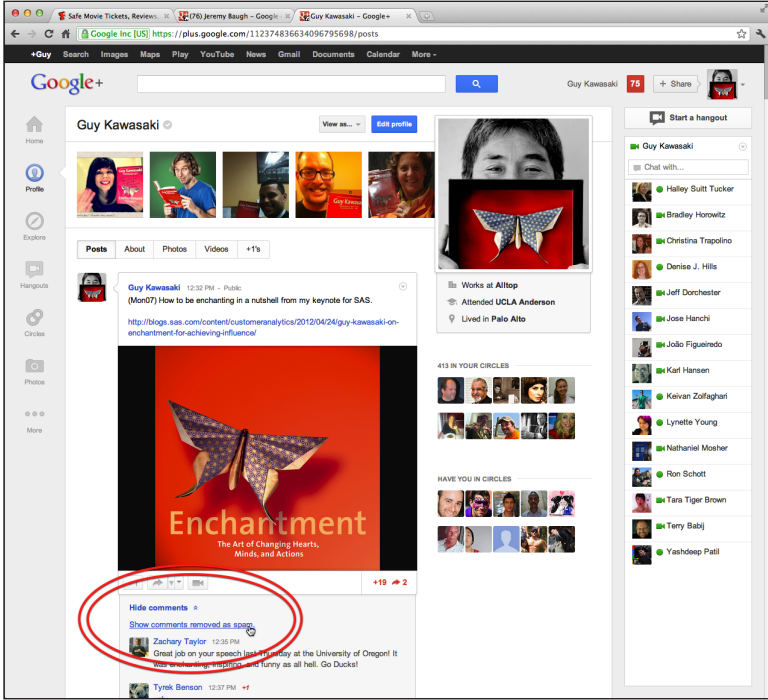 Safe Movie Tickets, Reviews,
(76) Jeremy Baugh - Google
Guy Kawasaki - Google+
Google Inc [US] https://plus.google.com/112374836634096795698/posts
+Guy Search Images Maps Play YouTube News Gmail Documents Calendar More
Google+
Guy Kawasaki 75 + Share
Start a hangout
Home
Guy Kawasaki
View as... Edit profile
Guy Kawasaki
Chat with...
Profile
Halley Suitt Tucker
Bradley Horowitz
Explore
Christina Trapolino
Posts About Photos Videos +1's
Denise J. Hills
Hangouts
Guy Kawasaki 12:32 PM - Public
(Mon07) How to be enchanting in a nutshell from my keynote for SAS.
http://blogs.sas.com/content/customeranalytics/2012/04/24/guy-kawasaki-on-
enchantment-for-achieving-influence/
Works at Alltop
Attended UCLA Anderson
Lived in Palo Alto
Jeff Dorchester
Jose Hanchi
Circles
João Figueiredo
Photos
413 IN YOUR CIRCLES
Karl Hansen
Keivan Zolfaghari
More
Lynette Young
Nathaniel Mosher
HAVE YOU IN CIRCLES
Ron Schott
Tara Tiger Brown
Enchantment
The Art of Changing Hearts,
Minds, and Actions
Terry Babij
Yashdeep Patil
+19 2
Hide comments
Show comments removed as spam.
Zachary Taylor 12:35 PM
Great job on your speech last Thursday at the University of Oregon! It
was enchanting, inspiring, and funny as all hell. Go Ducks!
Tyrek Benson 12:37 PM +1